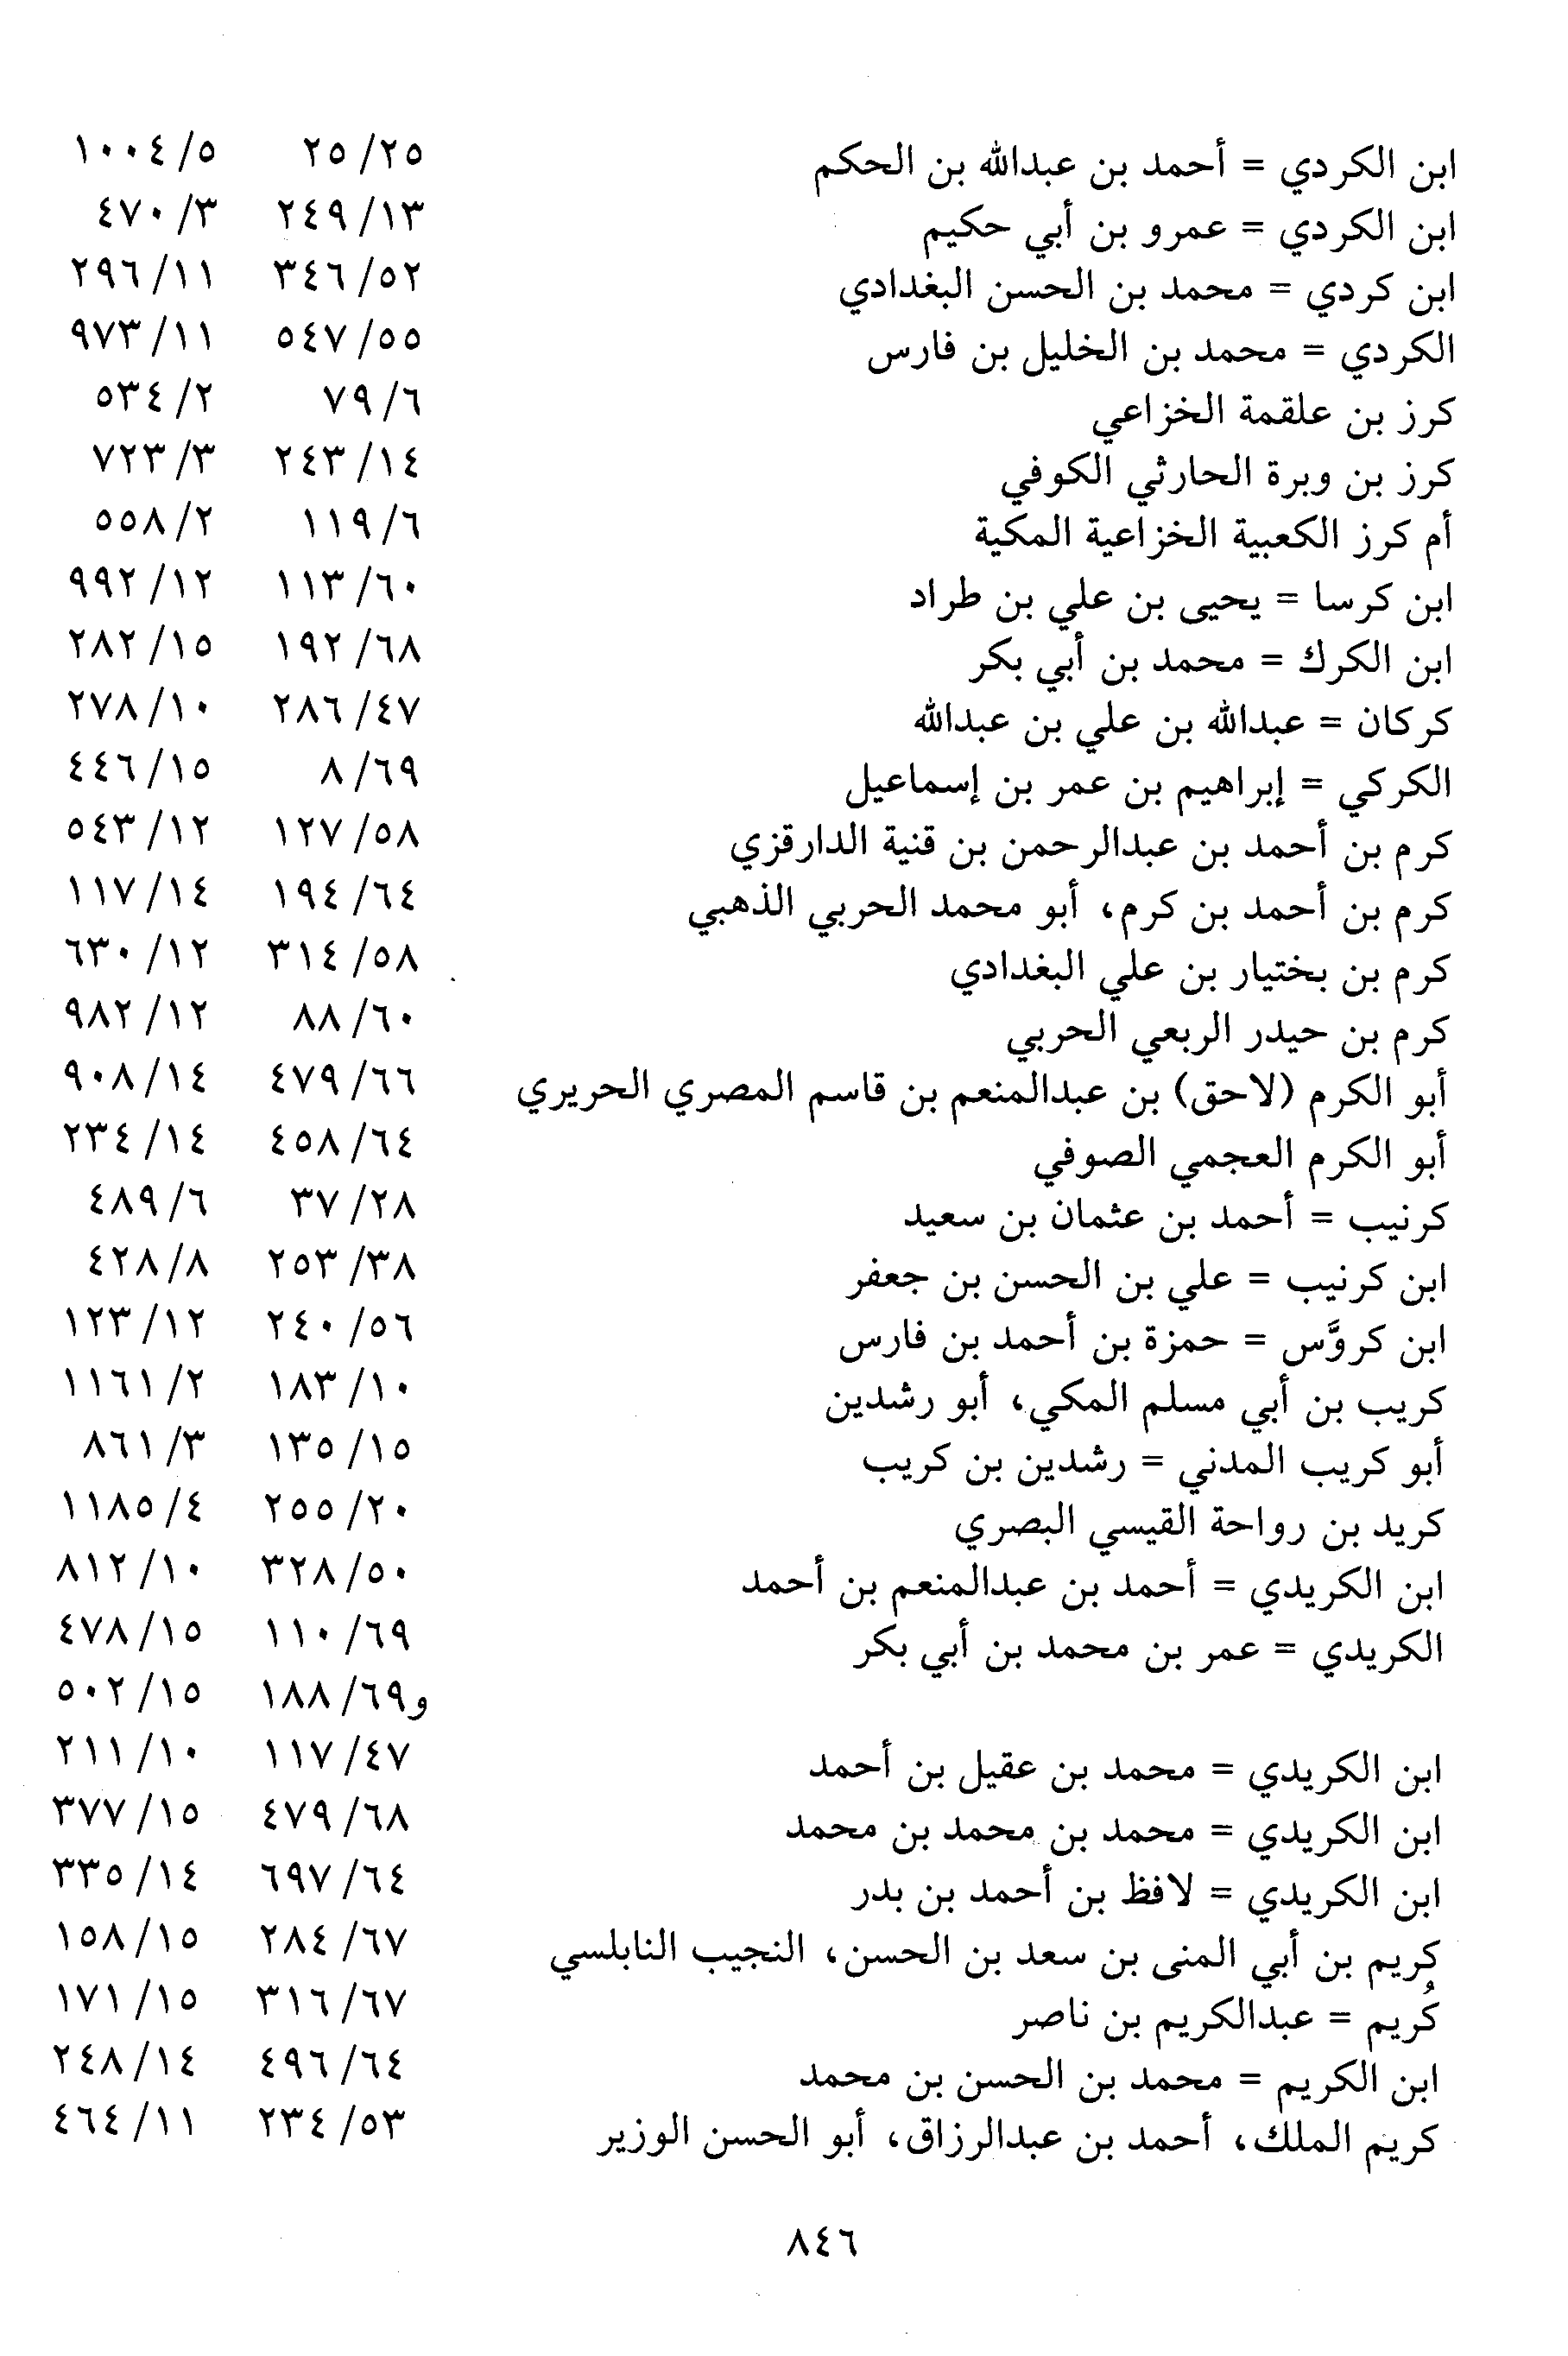 ابن الكردي = أحمد بن عبدالله بن الحكم ٢٥/٢٥ ٥/١٠٠٤
ابن الكردي = عمرو بن أبي حكيم ١٣/٢٤٩ ٣/٤٧٠
ابن كردي = محمد بن الحسن البغدادي ٥٢/٣٤٦ ١١/٢٩٦
الكردي = محمد بن الخليل بن فارس ٥٥/٥٤٧ ١١/٩٧٣
كرز بن علقمة الخزاعي ٦/٧٩ ٢/٥٣٤
كرز بن وبرة الحارثي الكوفي ١٤/٢٤٣ ٣/٧٢٣
أم كرز الكعبية الخزاعية المكية ٦/١١٩ ٢/٥٥٨
ابن كرسا = يحيى بن علي بن طراد ٦٠/١١٣ ١٢/٩٩٢
ابن الكرك = محمد بن أبي بكر ٦٨/١٩٢ ١٥/٢٨٢
كركان = عبدالله بن علي بن عبدالله ٤٧/٢٨٦ ١٠/٢٧٨
الكركي = إبراهيم بن عمر بن إسماعيل ٦٩/٨ ١٥/٤٤٦
كرم بن أحمد بن عبدالرحمن بن قنية الدارقزي ٥٨/١٢٧ ١٢/٥٤٣
كرم بن أحمد بن كرم، أبو محمد الحربي الذهبي ٦٤/١٩٤ ١٤/١١٧
كرم بن بختيار بن علي البغدادي ٥٨/٣١٤ ١٢/٦٣٠
كرم بن حيدر الربعي الحربي ٦٠/٨٨ ١٢/٩٨٢
أبو الكرم (لاحق) بن عبدالمنعم بن قاسم المصري الحريري ٦٦/٤٧٩ ١٤/٩٠٨
أبو الكرم العجمي الصوفي ٦٤/٤٥٨ ١٤/٢٣٤
كرنيب = أحمد بن عثمان بن سعيد ٢٨/٣٧ ٦/٤٨٩
ابن كرنيب = علي بن الحسن بن جعفر ٣٨/٢٥٣ ٨/٤٢٨
ابن كروَّس = حمزة بن أحمد بن فارس ٥٦/٢٤٠ ١٢/١٢٣
كريب بن أبي مسلم المكي، أبو رشدين ١٠/١٨٣ ٢/١١٦١
أبو كريب المدني = رشدين بن كريب ١٥/١٣٥ ٣/٨٦١
كريد بن رواحة القيسي البصري ٢٠/٢٥٥ ٤/١١٨٥
ابن الكريدي = أحمد بن عبدالمنعم بن أحمد ٥٠/٣٢٨ ١٠/٨١٢
الكريدي = عمر بن محمد بن أبي بكر ٦٩/١١٠ ١٥/٤٧٨
و٦٩/١٨٨ ١٥/٥٠٢
ابن الكريدي = محمد بن عقيل بن أحمد ٤٧/١١٧ ١٠/٢١١
ابن الكريدي = محمد بن محمد بن محمد ٦٨/٤٧٩ ١٥/٣٧٧
ابن الكريدي = لافظ بن أحمد بن بدر ٦٤/٦٩٧ ١٤/٣٣٥
كريم بن أبي المنى بن سعد بن الحسن، النجيب النابلسي ٦٧/٢٨٤ ١٥/١٥٨
كُريم = عبدالكريم بن ناصر ٦٧/٣١٦ ١٥/١٧١
ابن الكريم = محمد بن الحسن بن محمد ٦٤/٤٩٦ ١٤/٢٤٨
كريم الملك، أحمد بن عبدالرزاق، أبو الحسن الوزير ٥٣/٢٣٤ ١١/٤٦٤
٨٤٦